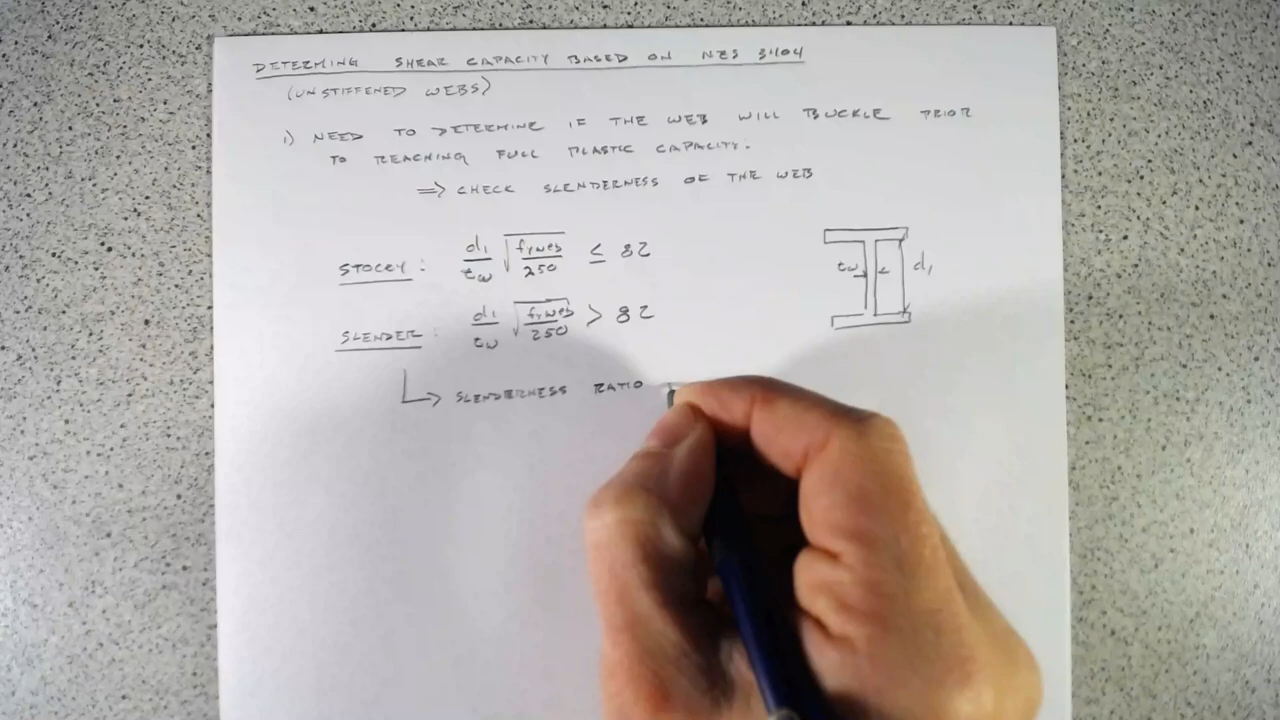 DETERMING SHEAR CAPACITY BASED ON NZS 3404
(UNSTIFFENED WEBS)
1) NEED TO DETERMINE IF THE WEB WILL BUCKLE PRIOR
TO REACHING FULL PLASTIC CAPACITY.
⇒ CHECK SLENDERNESS OF THE WEB
STOCKY : d1/tw √(fyweb/250) ≤ 82
tw d1
SLENDER : d1/tw √(fyweb/250) > 82
↳ SLENDERNESS RATIO